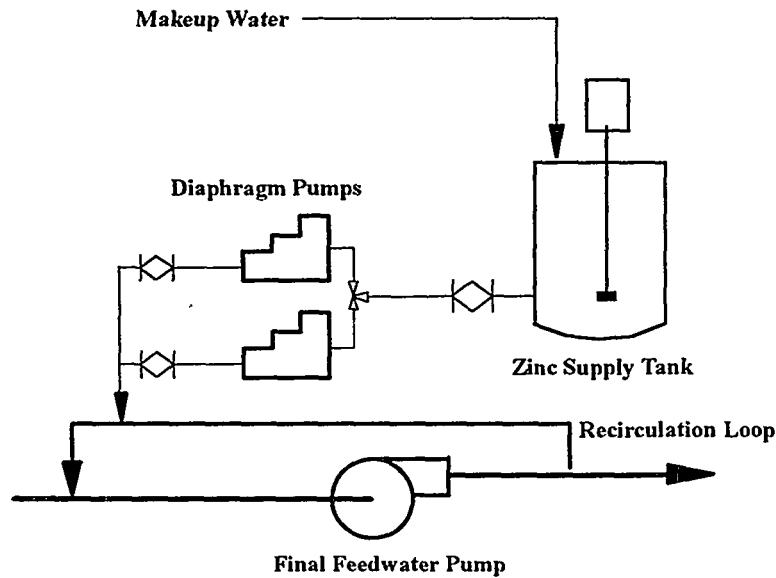 Makeup Water
Diaphragm Pumps
Zinc Supply Tank
Recirculation Loop
Final Feedwater Pump